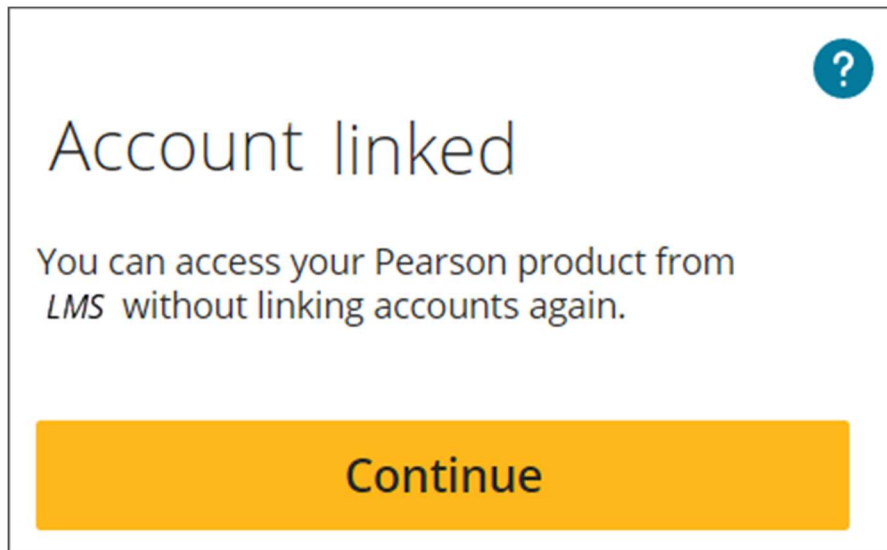 ?
Account linked
You can access your Pearson product from
LMS without linking accounts again.
Continue